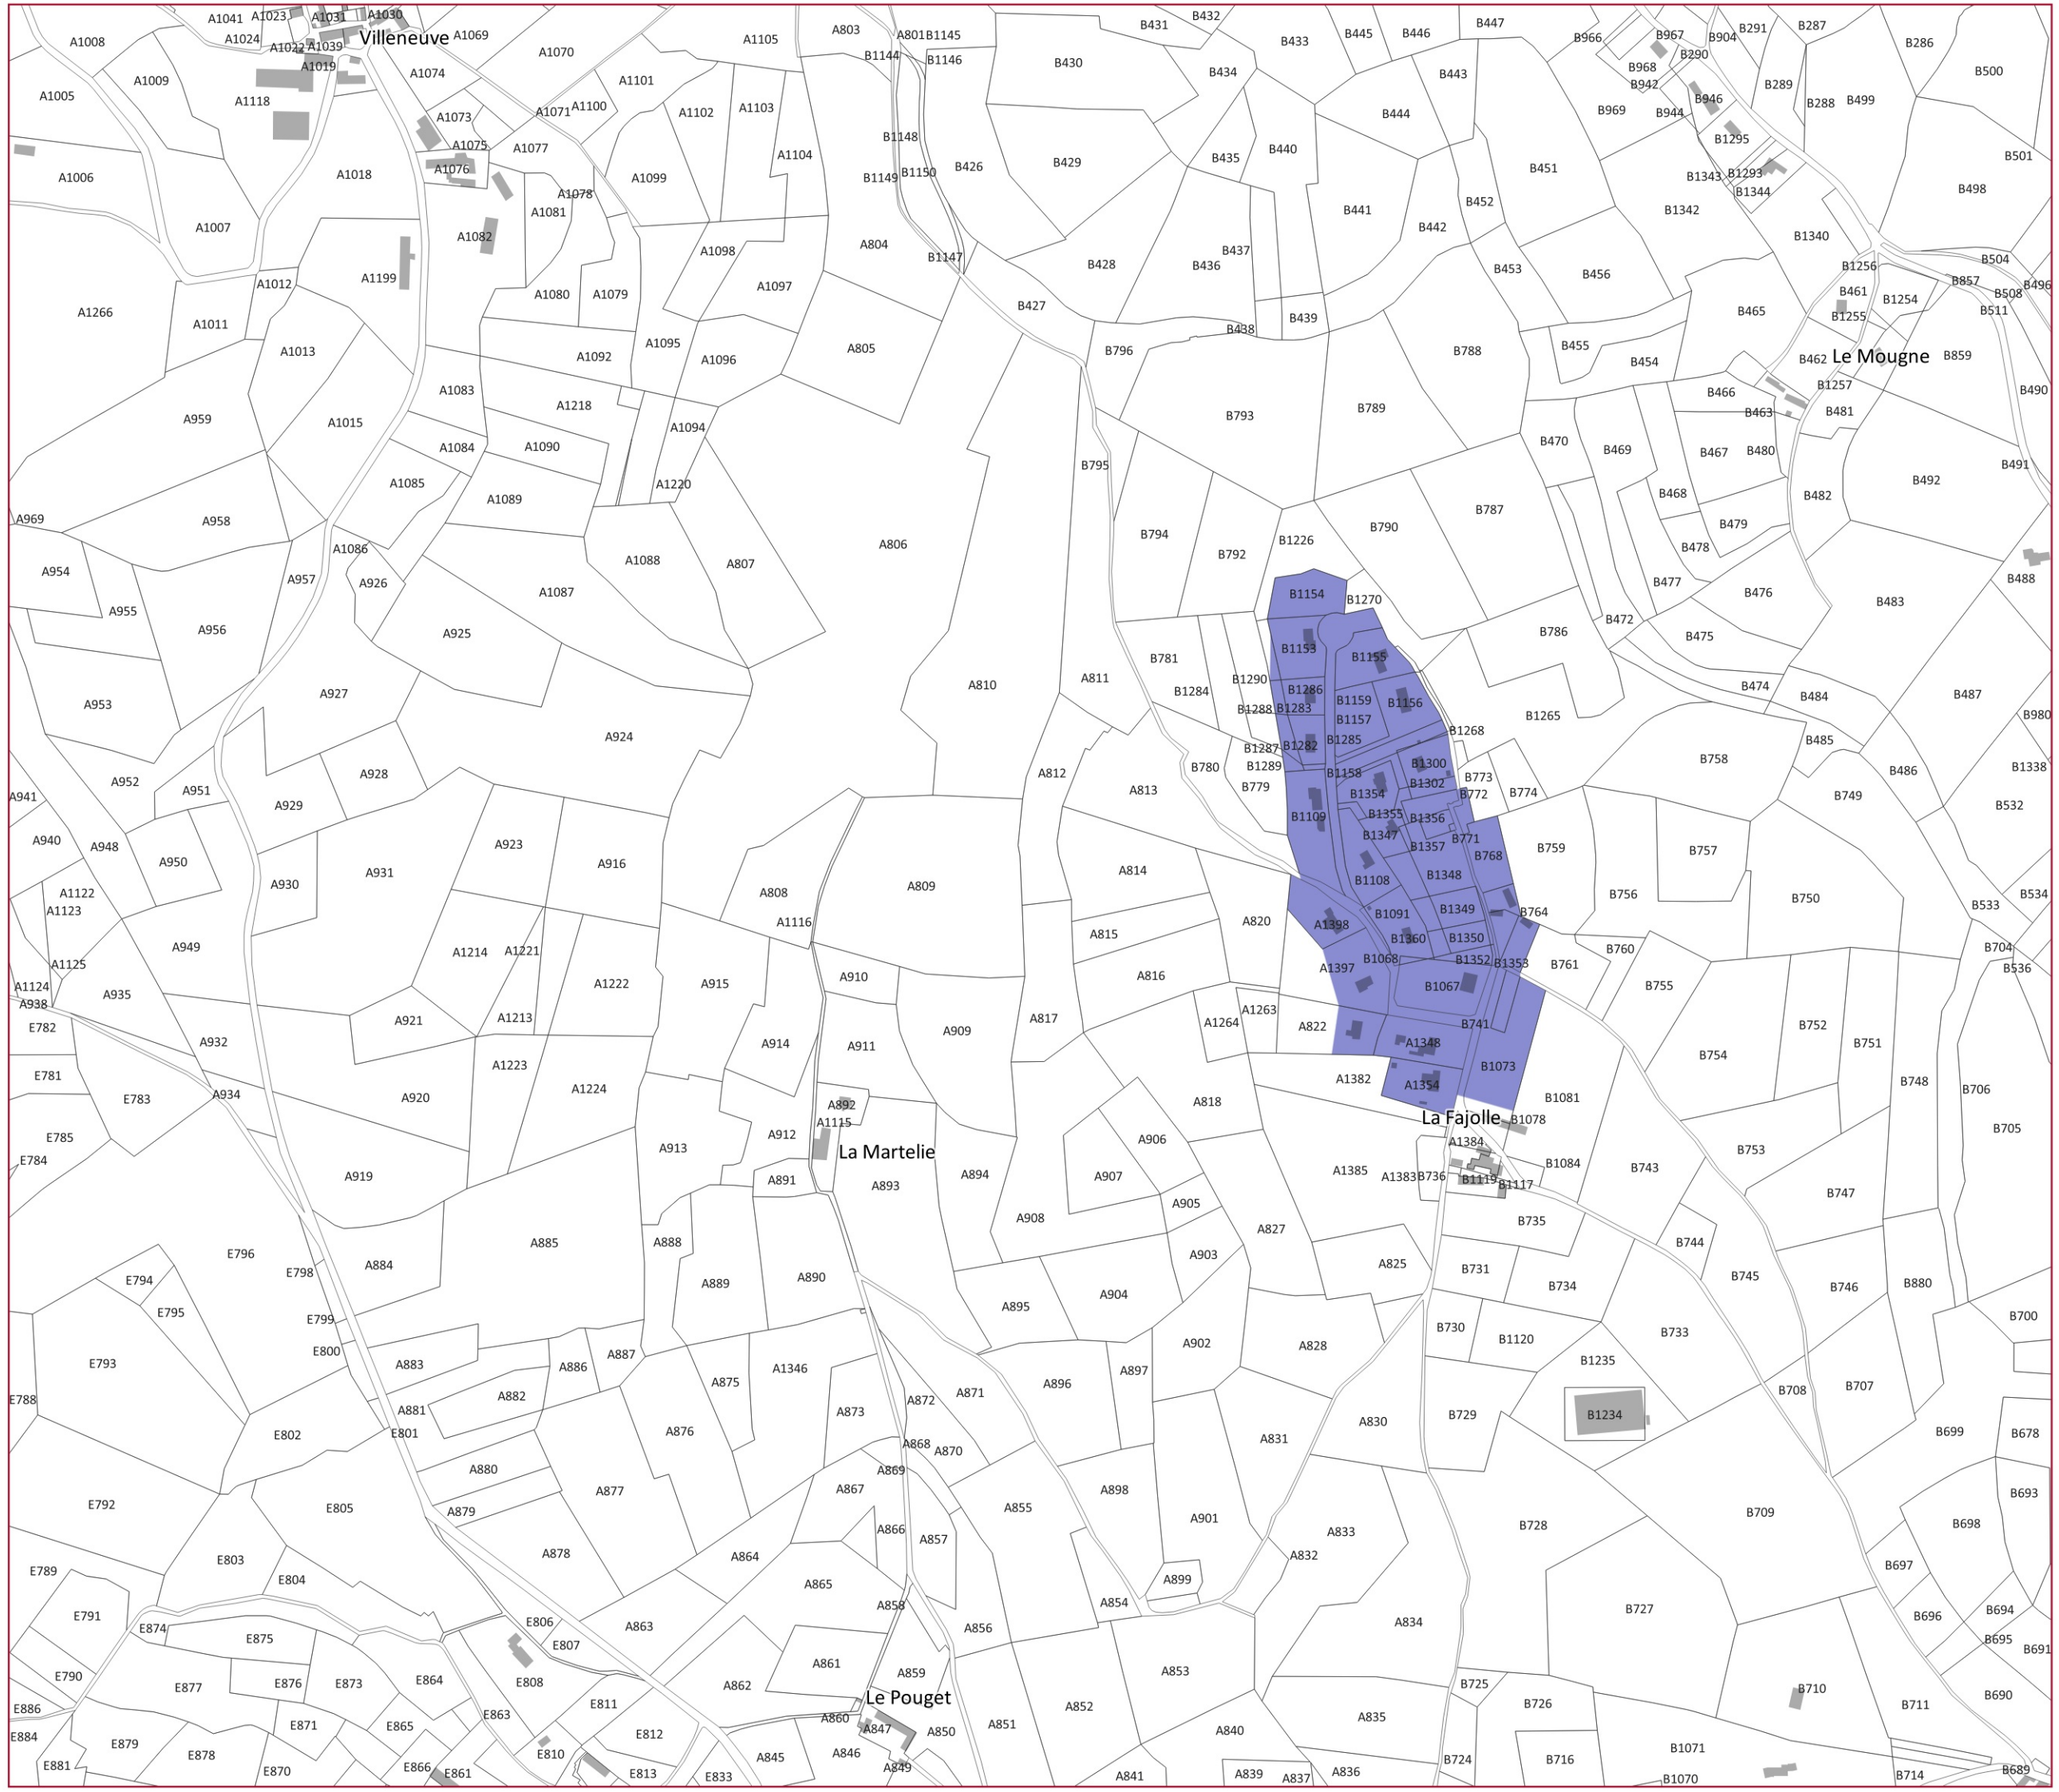 A1041 A1023 A1031 A1030
A1008 A1024 A1022 A1039 Villeneuve A1069
A1070 A1105 A803 A801 B1145
B1144 B1146 B430 B431 B432
B433 B445 B446 B447 B966
B967 B904 B291 B287 B286
A1005 A1009 A1118 A1019 A1074
A1101 A1100 A1071 A1102 A1103
B434 B443 B968 B290 B942
B289 B288 B499 B500
A1073 A1075 A1077 A1104 B1148
B444 B969 B944 B946 B1295
A1006 A1018 A1076 A1078 A1099
B1149 B1150 B426 B429 B435 B440
B451 B1343 B1293 B1344 B501 B498
A1007 A1082 A1081 A1098 A804
B1147 B428 B436 B437 B441 B442 B452
B1342 B1340 B1256 B504
A1266 A1012 A1199 A1080 A1079 A1097
B427 B453 B456 B461 B1254 B857 B508 B496 B511
A1011 A1013 A1092 A1095 A1096 A805
B796 B438 B439 B788 B455 B454 B465
B1255 B462 Le Mougne B859
A959 A1015 A1083 A1218 A1094
B793 B789 B466 B463 B1257 B481 B490
A1084 A1090 A1085 A1220 A1089
B795 B470 B469 B467 B480 B468 B482 B492 B491
A969 A958 A1086 A1088 A807 A806
B794 B792 B1226 B790 B787 B479 B478
A954 A957 A926 A1087 B1154 B1270
B477 B476 B483 B488
A955 A956 A925 B472 B786 B475
A953 A927 A810 A811 B781 B1284 B1290
B1153 B1155 B1286 B1159 B1156
B474 B484 B487
B1288 B1283 B1157 B1265 B980
A924 B1287 B1282 B1285 B1268
A952 A951 A928 A929 A812 B780 B1289
B1158 B1300 B773 B758 B485 B486 B1338
A941 A813 B779 B1354 B1302 B772 B774 B749 B532
A940 A948 A950 A923 A916 B1109 B1355 B1356
B1347 B1357 B771 B768 B759 B757
A1122 A930 A931 A808 A809 A814 B1108 B1348
B756 B750 B534
A1123 A1116 A815 A820 A1398 B1091 B1349 B764
B533
A949 A1214 A1221 B1360 B1350 B760 B704
A1125 A910 A816 A1397 B1068 B1352 B1353 B761 B536
A1124 A935 A1222 A915 B1067 B755
A938 E782 A921 A1213 A909 A817 A1264 A1263 A822
B741 B752 B751
A932 A914 A911 A1348 B754
E781 A1223 A1382 A1354 B1073 B748 B706
E783 A934 A920 A1224 A892 A818 B1081
A1115 La Fajolle B1078
E785 A912 A906 A1384 B753 B705
E784 A919 A913 La Martelie
A891 A893 A894 A907 A1385 A1383 B736 B1119 B1117 B1084 B743
B747
A905 A908 A827 B735
E796 A885 A888 A903 B744
E798 A884 A825 B731
E794 A889 A890 B734 B745 B746 B880
E795 A895 A904
E799 B730 B1120 B733 B700
E800 A902 A828
E793 A883 A886 A887 A1346 A897 B1235
A875 A896 B708 B707
E788 A882 A872 A871
A881 A873 A830 B729 B1234
E802 E801 A876 A868 A870 A831 B699 B678
A880 A869
A867 A898 B693
E792 E805 A879 A877 A855 A901 A833 B728 B709 B698
A866 A857
A878 A864 A832
E803 A865 B697
E789 E804 A899
A858 A854
E791 E806 A863 A834 B727 B696 B694
E874 A856
E875 E807 B695 B691
E790 A861 A859 A853
E876 E873 E864 E808 A862
E877 B725 B690
E886 E811 Le Pouget A852 B726 B710 B711
E863 A860
E871 E865 A847 A850 A851 A840 A835
E884 E879 E812
E878 E810 A845 A846 B724 B716 B1071
E881 E870 E866 E861 E813 E833 A849 A841 A839 A837 A836 B1070 B714 B689